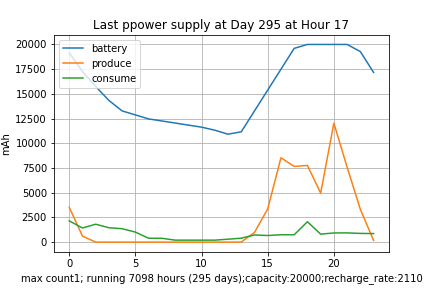 Last ppower supply at Day 295 at Hour 17
20000
17500
15000
12500
10000
7500
5000
2500
0
mAh
battery
produce
consume
0 5 10 15 20
max count1; running 7098 hours (295 days);capacity:20000;recharge_rate:2110